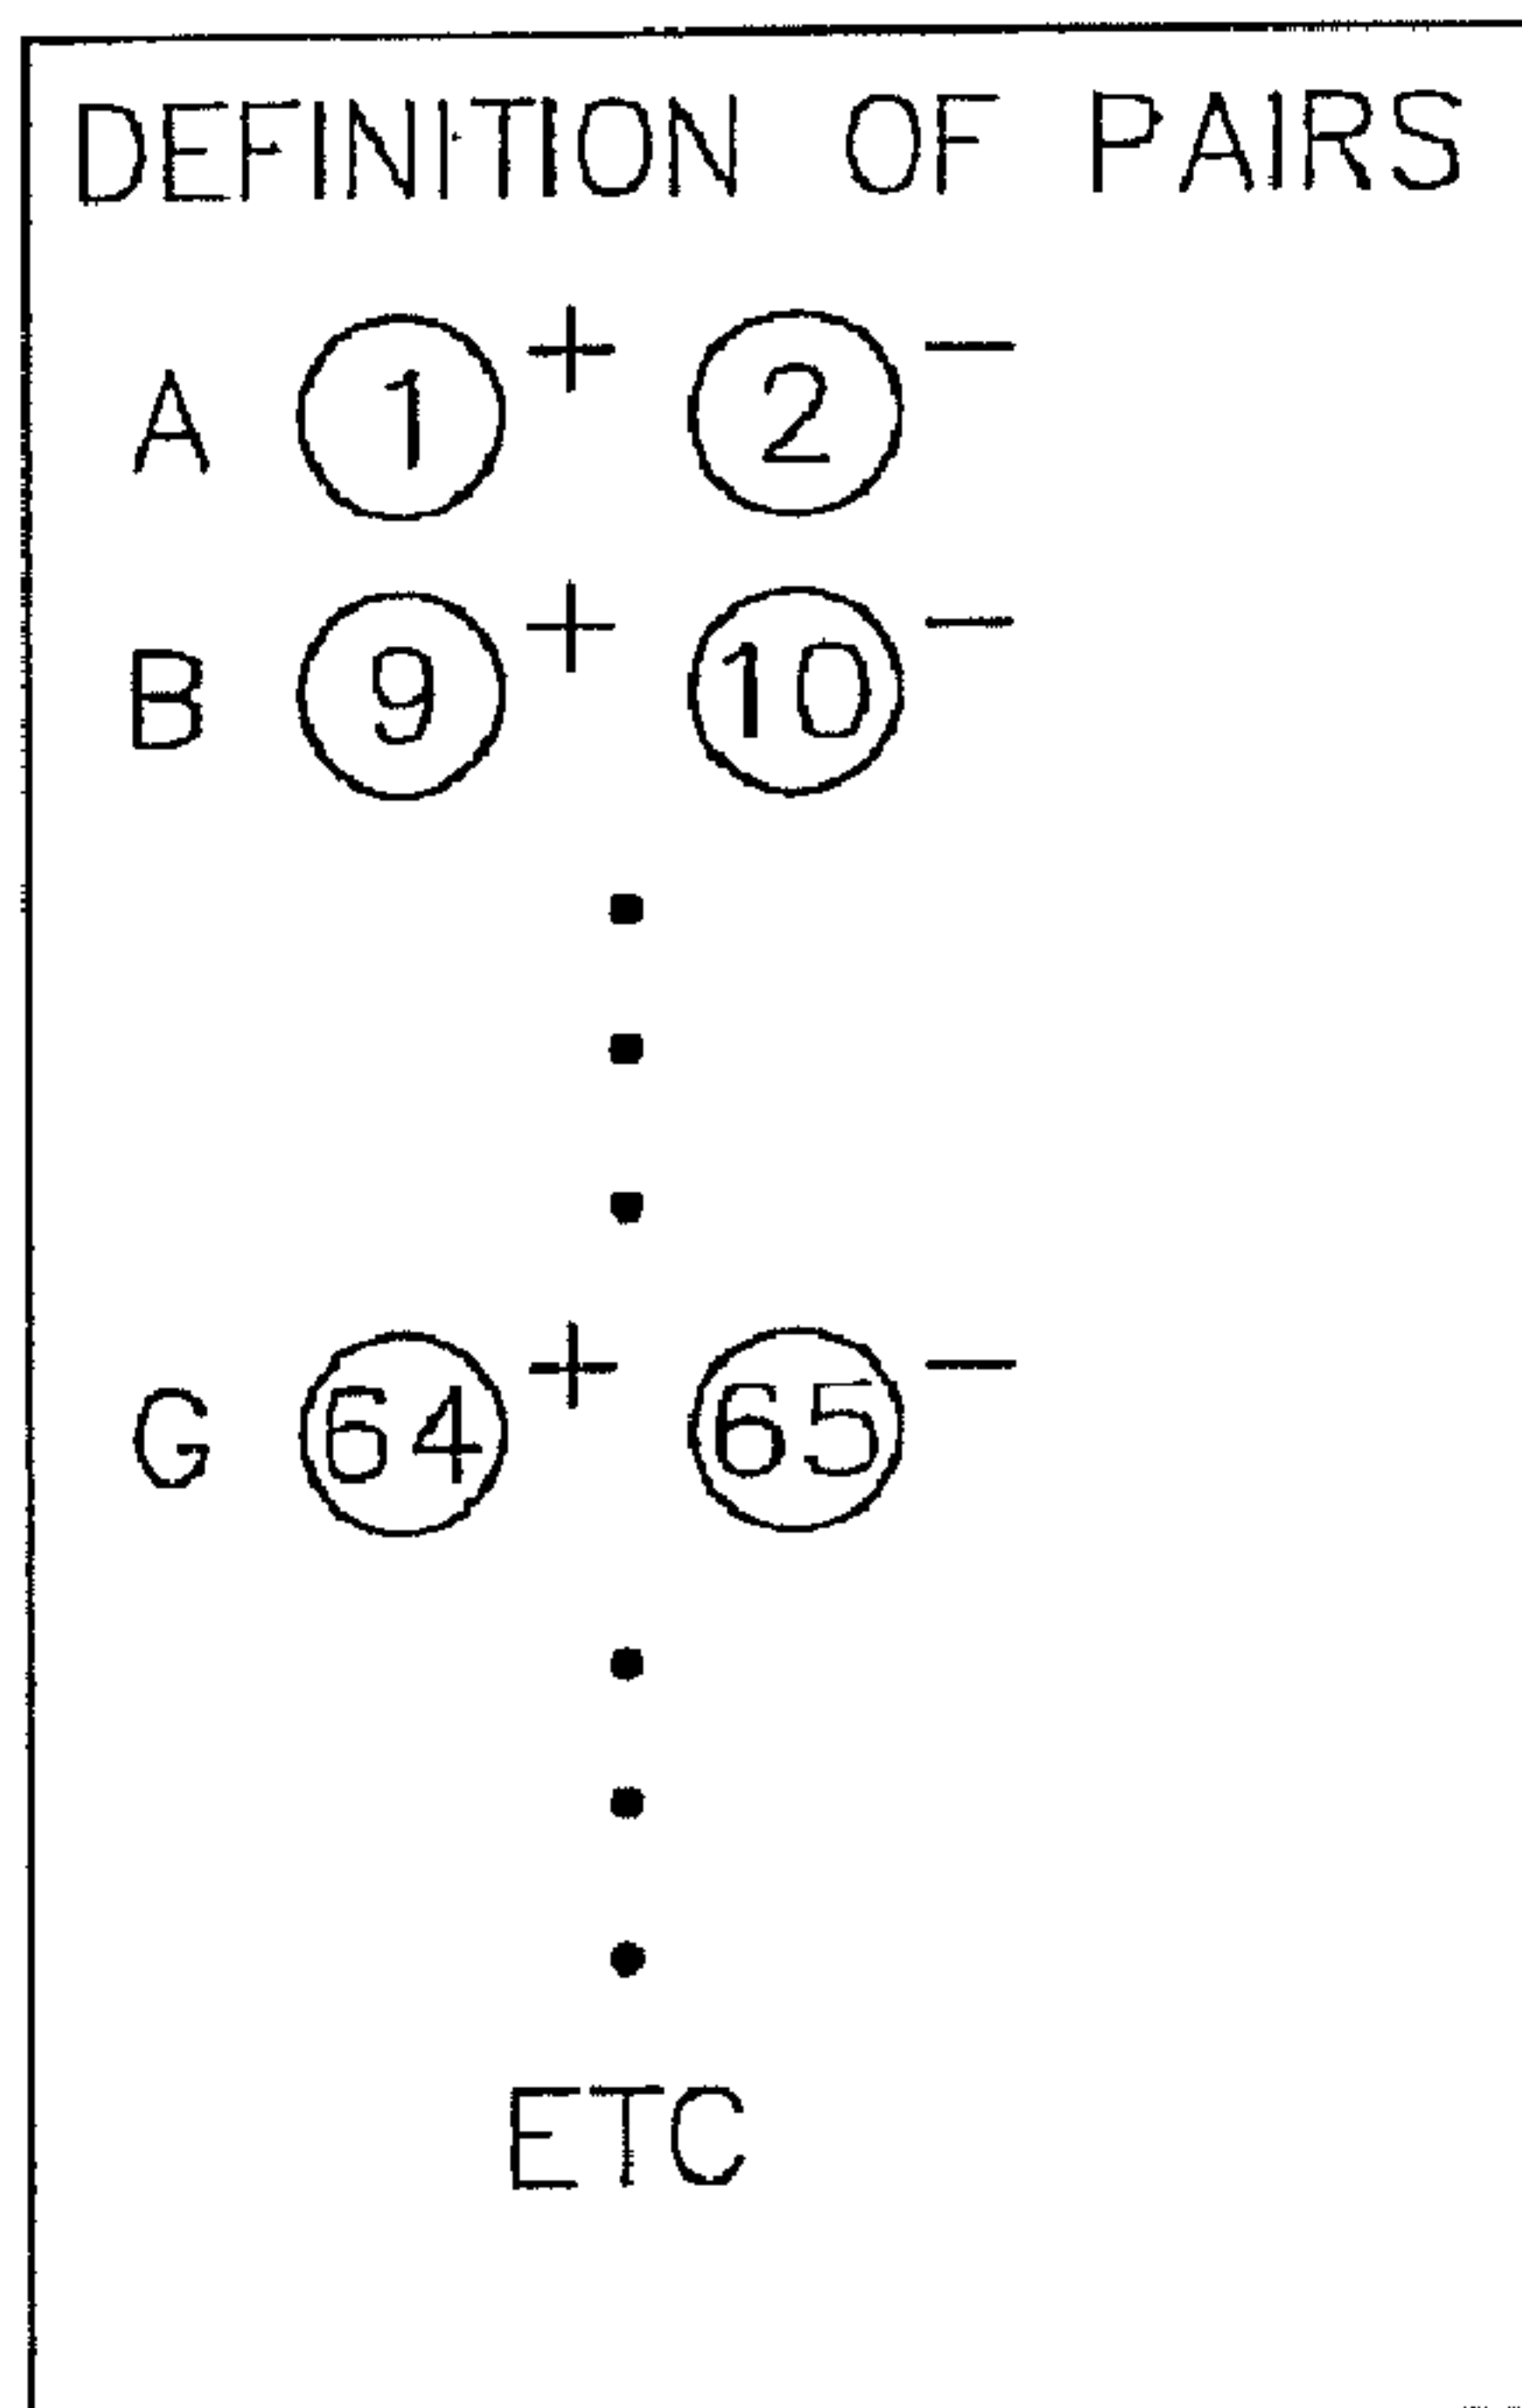 DEFINITION OF PAIRS
A 1 + 2 −
B 9 + 10 −
G 64 + 65 −
ETC